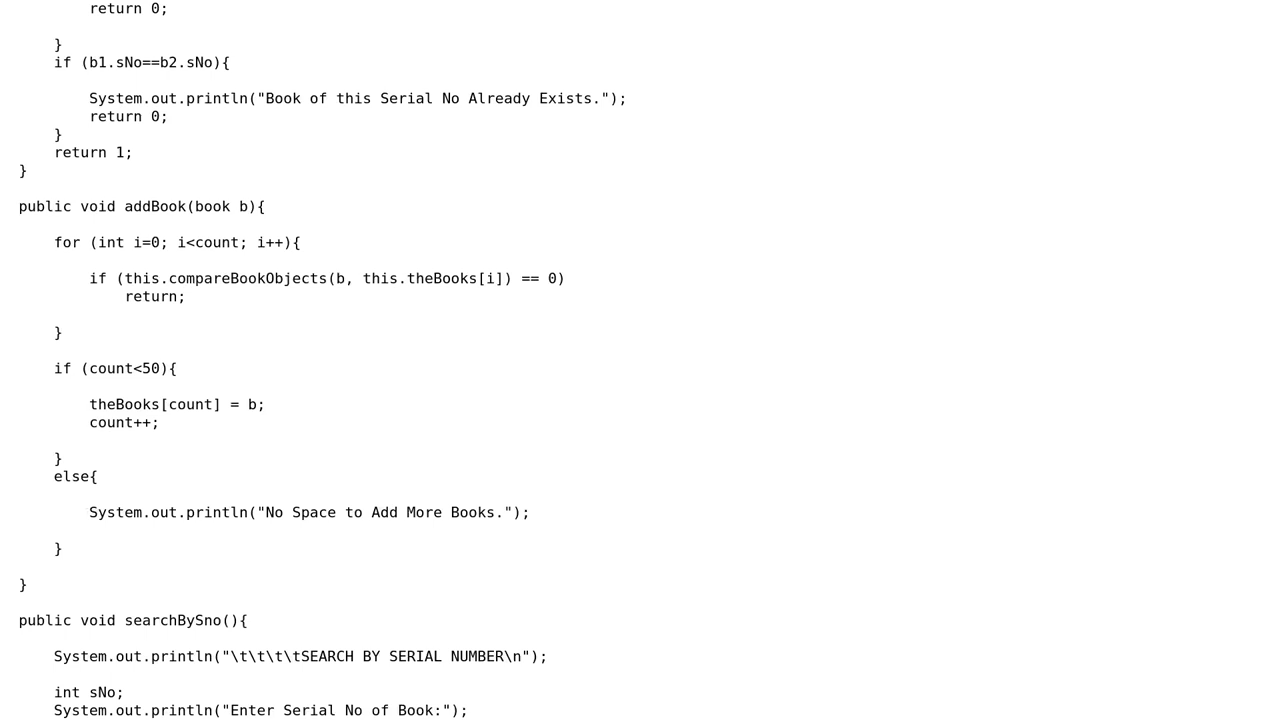 return 0;
}
if (b1.sNo==b2.sNo){
System.out.println("Book of this Serial No Already Exists.");
return 0;
}
return 1;
}
public void addBook(book b){
for (int i=0; i<count; i++){
if (this.compareBookObjects(b, this.theBooks[i]) == 0)
return;
}
if (count<50){
theBooks[count] = b;
count++;
}
else{
System.out.println("No Space to Add More Books.");
}
}
public void searchBySno(){
System.out.println("\t\t\t\tSEARCH BY SERIAL NUMBER\n");
int sNo;
System.out.println("Enter Serial No of Book:");